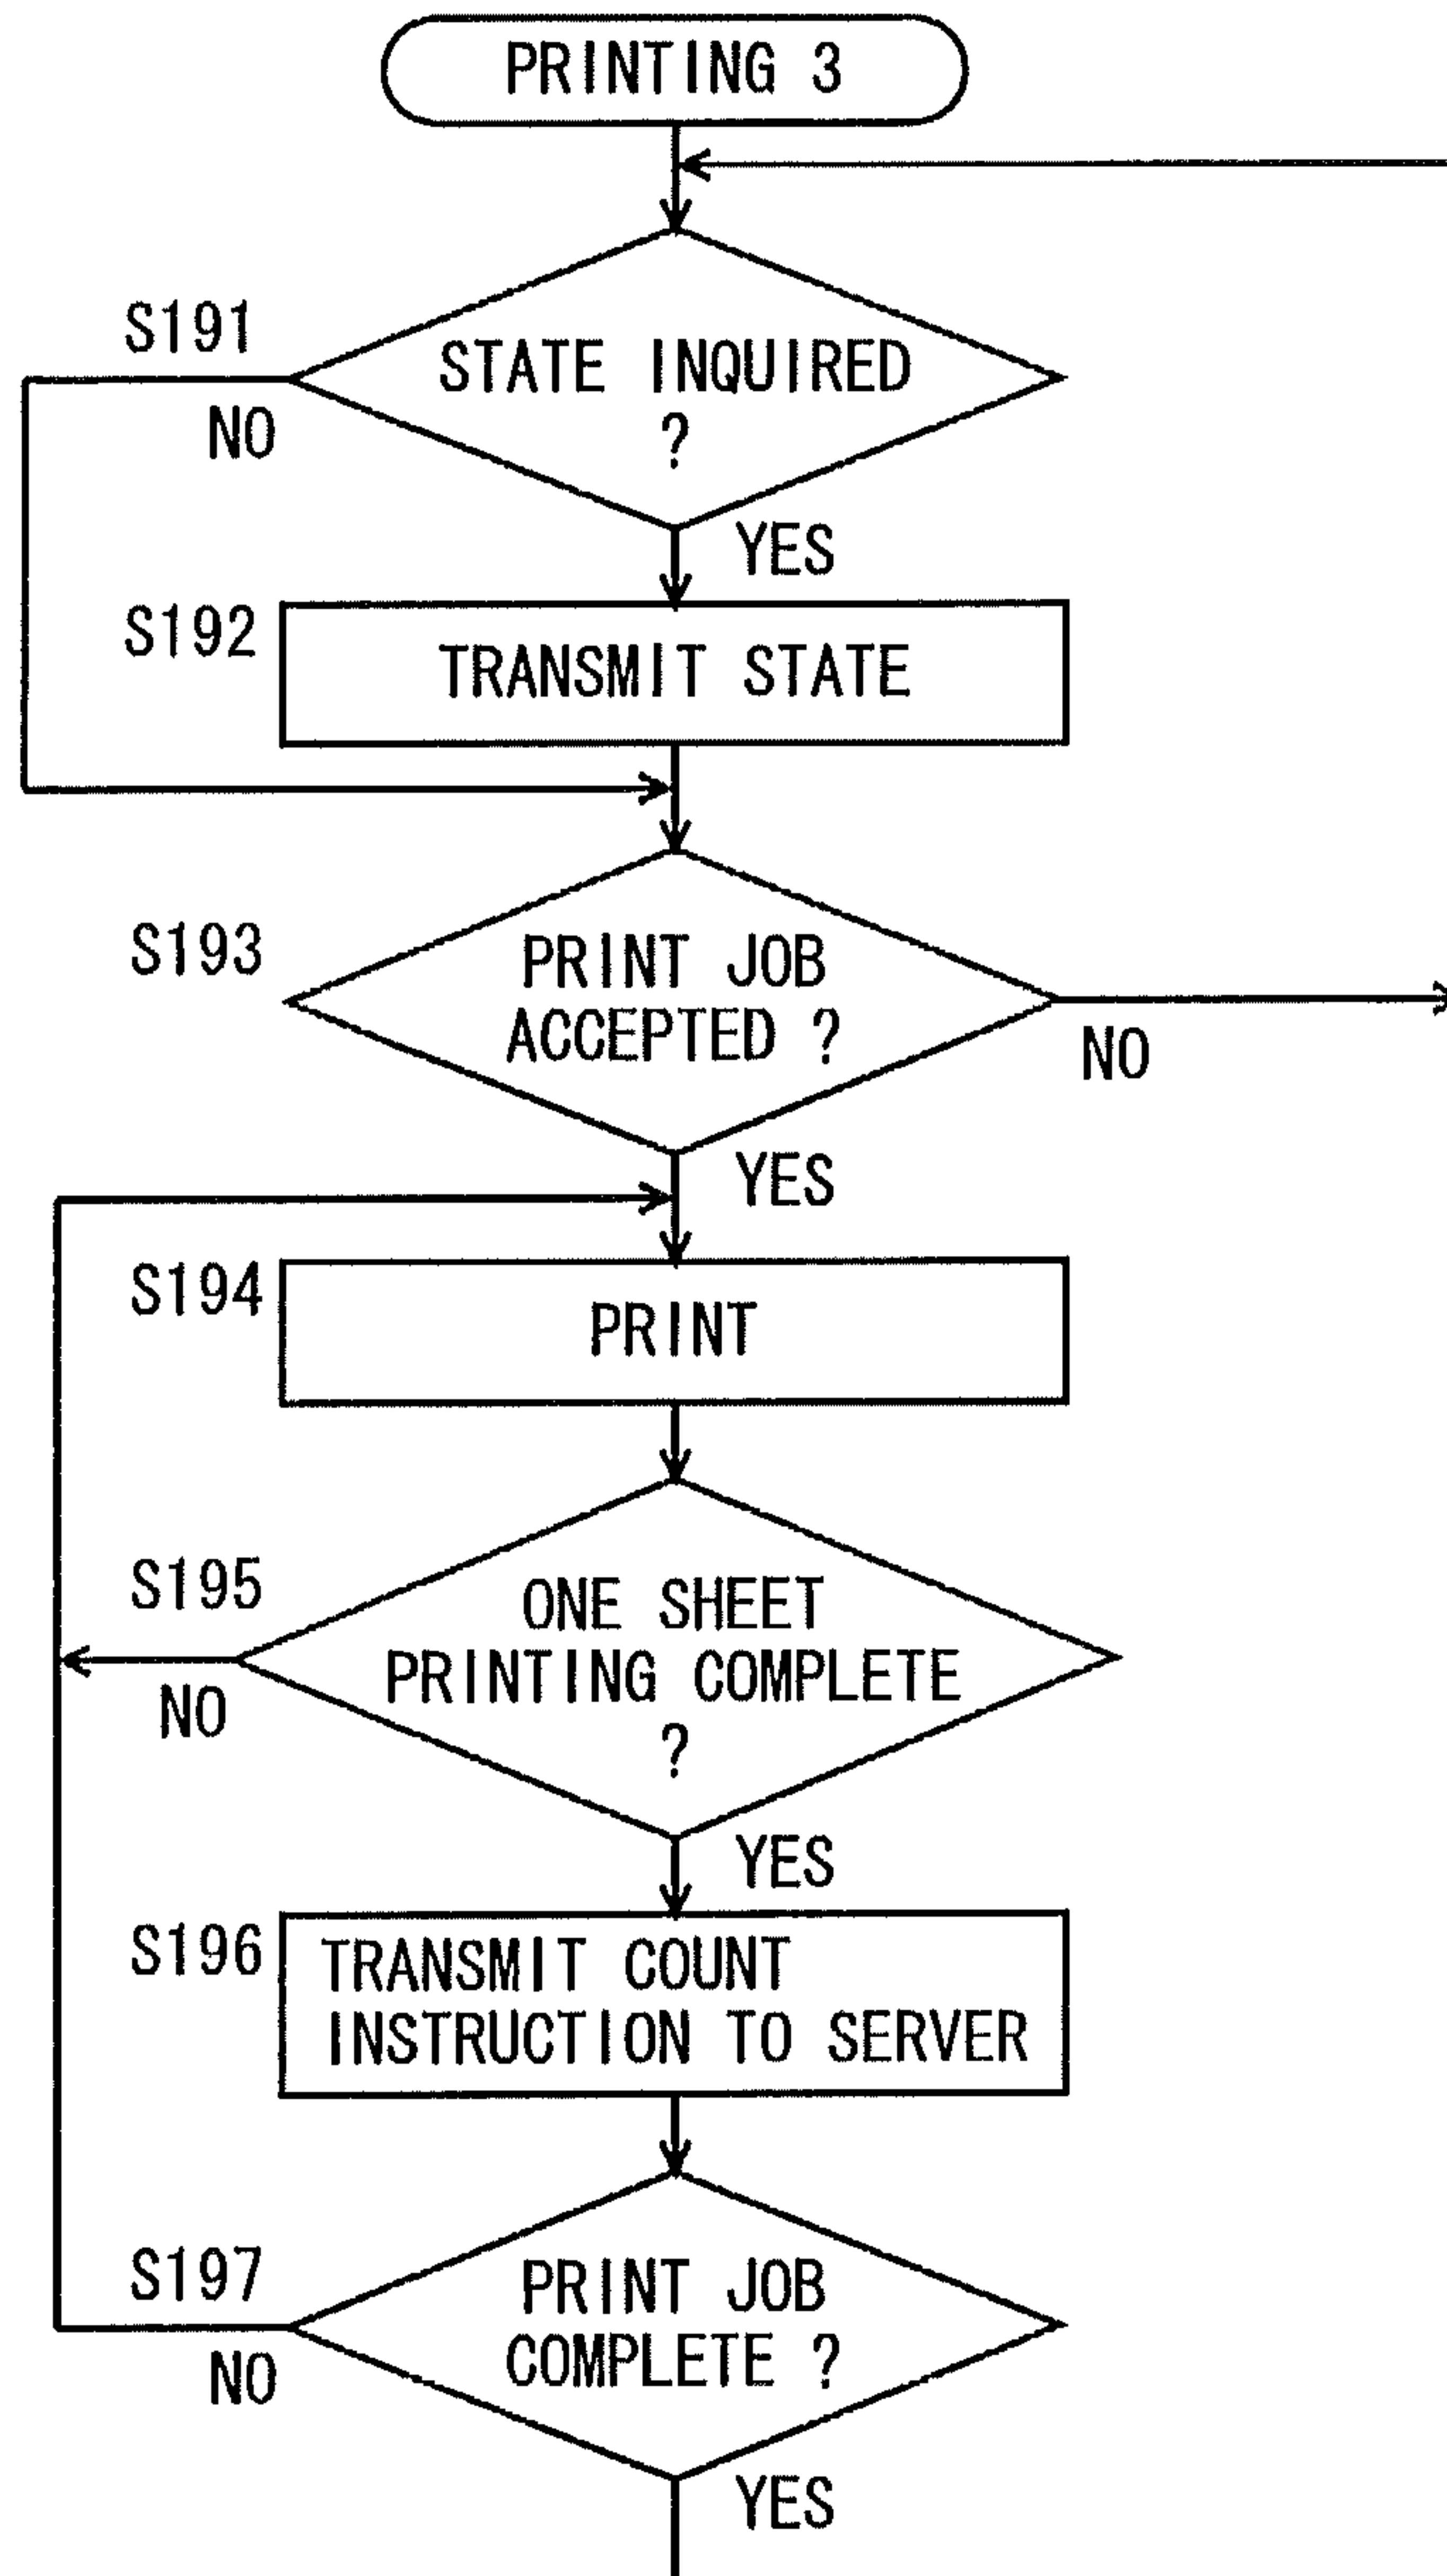 PRINTING 3
S191
STATE INQUIRED
?
NO
YES
S192
TRANSMIT STATE
S193
PRINT JOB
ACCEPTED ?
NO
YES
S194
PRINT
S195
ONE SHEET
PRINTING COMPLETE
?
NO
YES
S196
TRANSMIT COUNT
INSTRUCTION TO SERVER
S197
PRINT JOB
COMPLETE ?
NO
YES